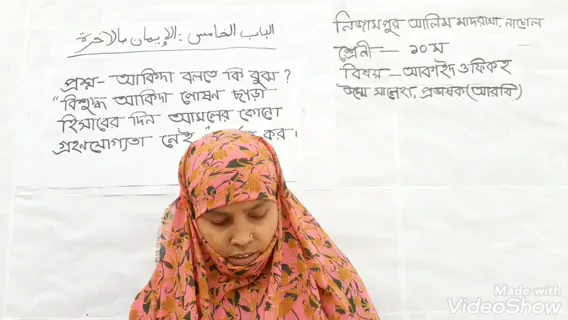 الباب الخامس : الإيمان بالآخرة
প্রশ্ন- আকিদা বলতে কি বুঝ ?
"বিশুদ্ধ আকিদা পোষণ ছাড়া
হিসাবের দিন আমলের কোনো
গ্রহণযোগ্যতা নেই কর।
নিজামপুর আলিম মাদরাসা, নাচোল
শ্রেনী — ১০ম
বিষয় — আকাইদ ও ফিকহ
উম্মে সালেহা, প্রভাষক (আরবি)
Made with
VideoShow